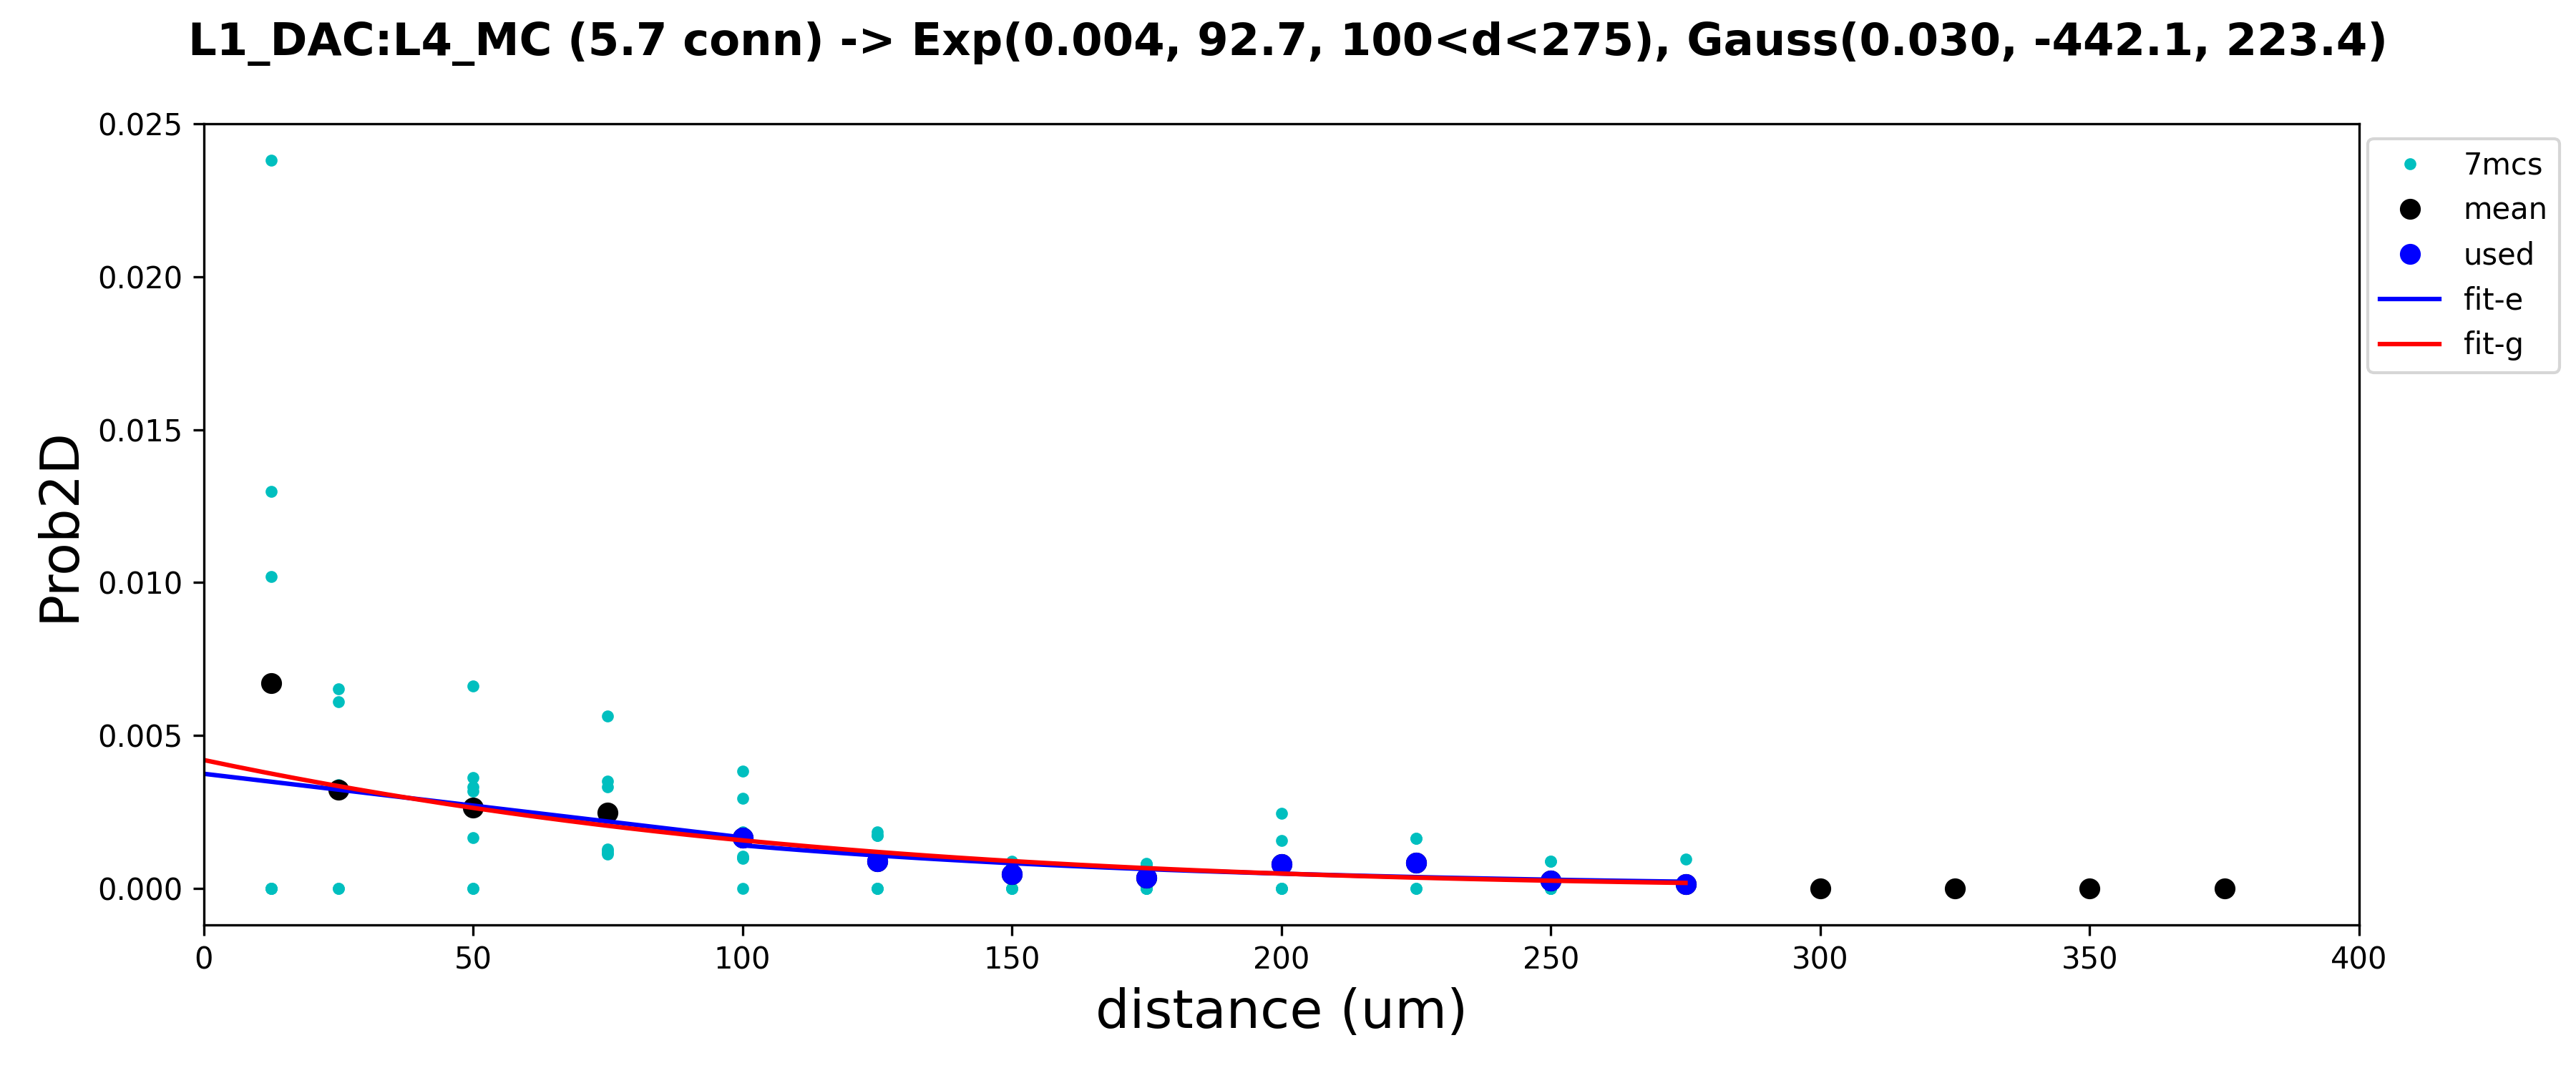 L1_DAC:L4_MC (5.7 conn) -> Exp(0.004, 92.7, 100<d<275), Gauss(0.030, -442.1, 223.4)
0.025
0.020
0.015
0.010
0.005
0.000
Prob2D
0 50 100 150 200 250 300 350 400
distance (um)
7mcs
mean
used
fit-e
fit-g